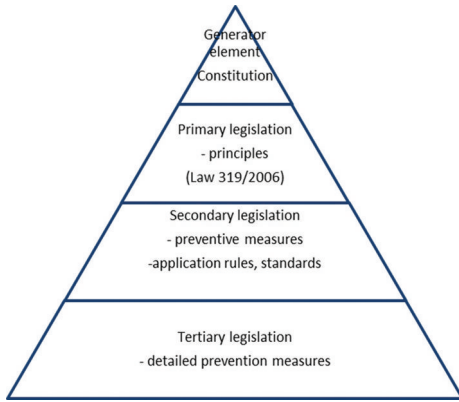 Generator
element
Constitution
Primary legislation
- principles
(Law 319/2006)
Secondary legislation
- preventive measures
-application rules, standards
Tertiary legislation
- detailed prevention measures